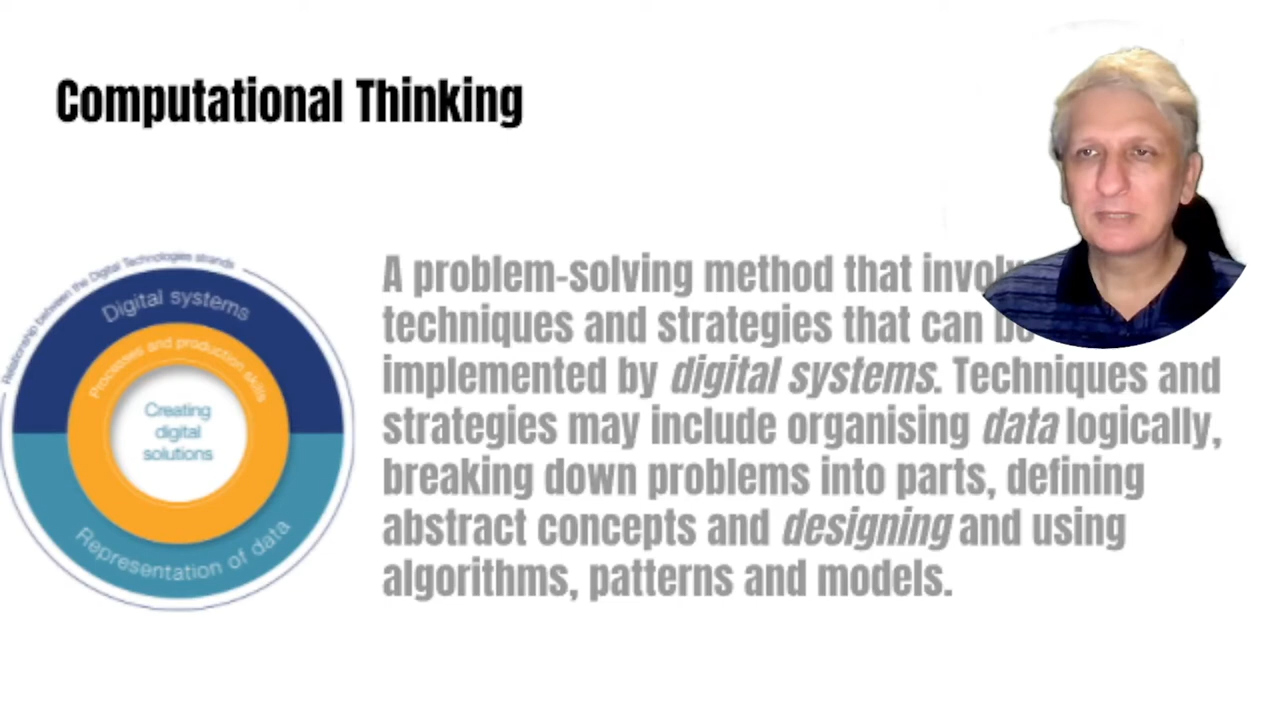 Computational Thinking
Relationship between the Digital Technologies strands
Digital systems
Processes and production skills
Creating
digital
solutions
Representation of data
A problem-solving method that
techniques and strategies that can
implemented by digital systems. Techniques and
strategies may include organising data logically,
breaking down problems into parts, defining
abstract concepts and designing and using
algorithms, patterns and models.